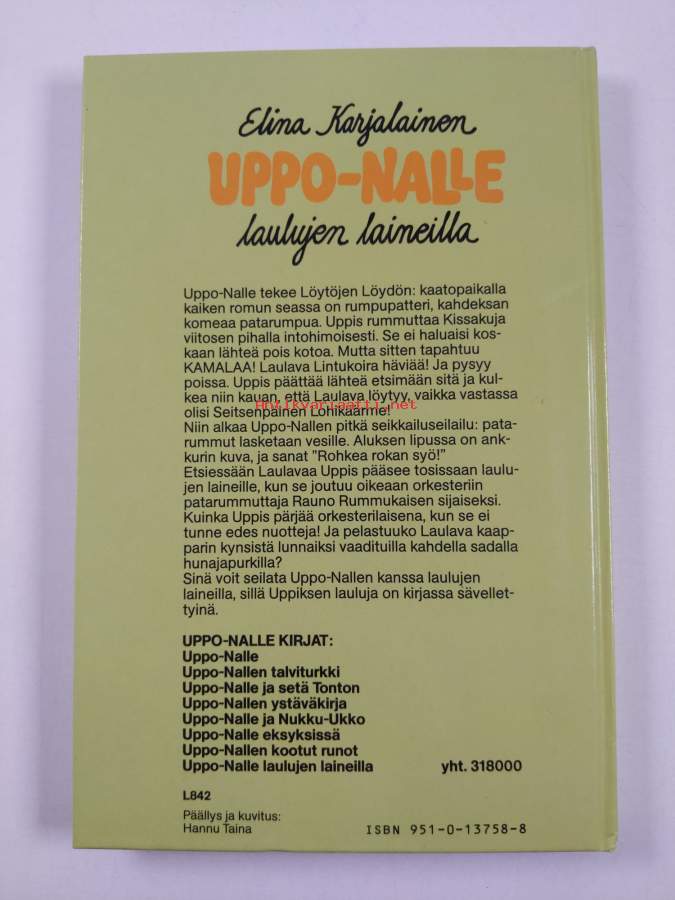 Elina Karjalainen
UPPO-NALLE
laulujen laineilla
Uppo-Nalle tekee Löytöjen Löydön: kaatopaikalla
kaiken romun seassa on rumpupatteri, kahdeksan
komeaa patarumpua. Uppis rummuttaa Kissakuja
viitosen pihalla intohimoisesti. Se ei haluaisi kos-
kaan lähteä pois kotoa. Mutta sitten tapahtuu
KAMALAA! Laulava Lintukoira häviää! Ja pysyy
poissa. Uppis päättää lähteä etsimään sitä ja kul-
kea niin kauan, että Laulava löytyy, vaikka vastassa
Antikvariaatti.net
olisi Seitsenpäinen Lohikäärme!
Niin alkaa Uppo-Nallen pitkä seikkailuseilailu: pata-
rummut lasketaan vesille. Aluksen lipussa on ank-
kurin kuva, ja sanat "Rohkea rokan syö!"
Etsiessään Laulavaa Uppis pääsee tosissaan laulu-
jen laineille, kun se joutuu oikeaan orkesteriin
patarummuttaja Rauno Rummukaisen sijaiseksi.
Kuinka Uppis pärjää orkesterilaisena, kun se ei
tunne edes nuotteja! Ja pelastuuko Laulava kaap-
parin kynsistä lunnaiksi vaadituilla kahdella sadalla
hunajapurkilla?
Sinä voit seilata Uppo-Nallen kanssa laulujen
laineilla, sillä Uppiksen lauluja on kirjassa sävellet-
tyinä.
UPPO-NALLE KIRJAT:
Uppo-Nalle
Uppo-Nallen talviturkki
Uppo-Nalle ja setä Tonton
Uppo-Nallen ystäväkirja
Uppo-Nalle ja Nukku-Ukko
Uppo-Nalle eksyksissä
Uppo-Nallen kootut runot
Uppo-Nalle laulujen laineilla yht. 318000
L842
Päällys ja kuvitus:
Hannu Taina ISBN 951-0-13758-8